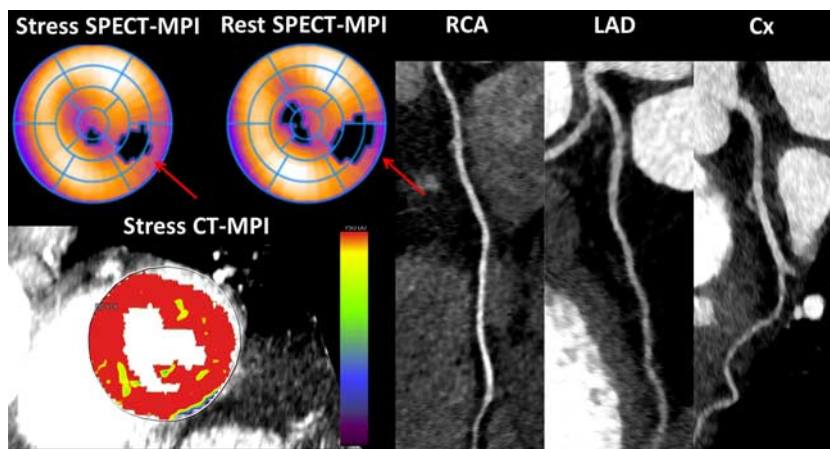 Stress SPECT-MPI
Rest SPECT-MPI
RCA
LAD
Cx
Stress CT-MPI